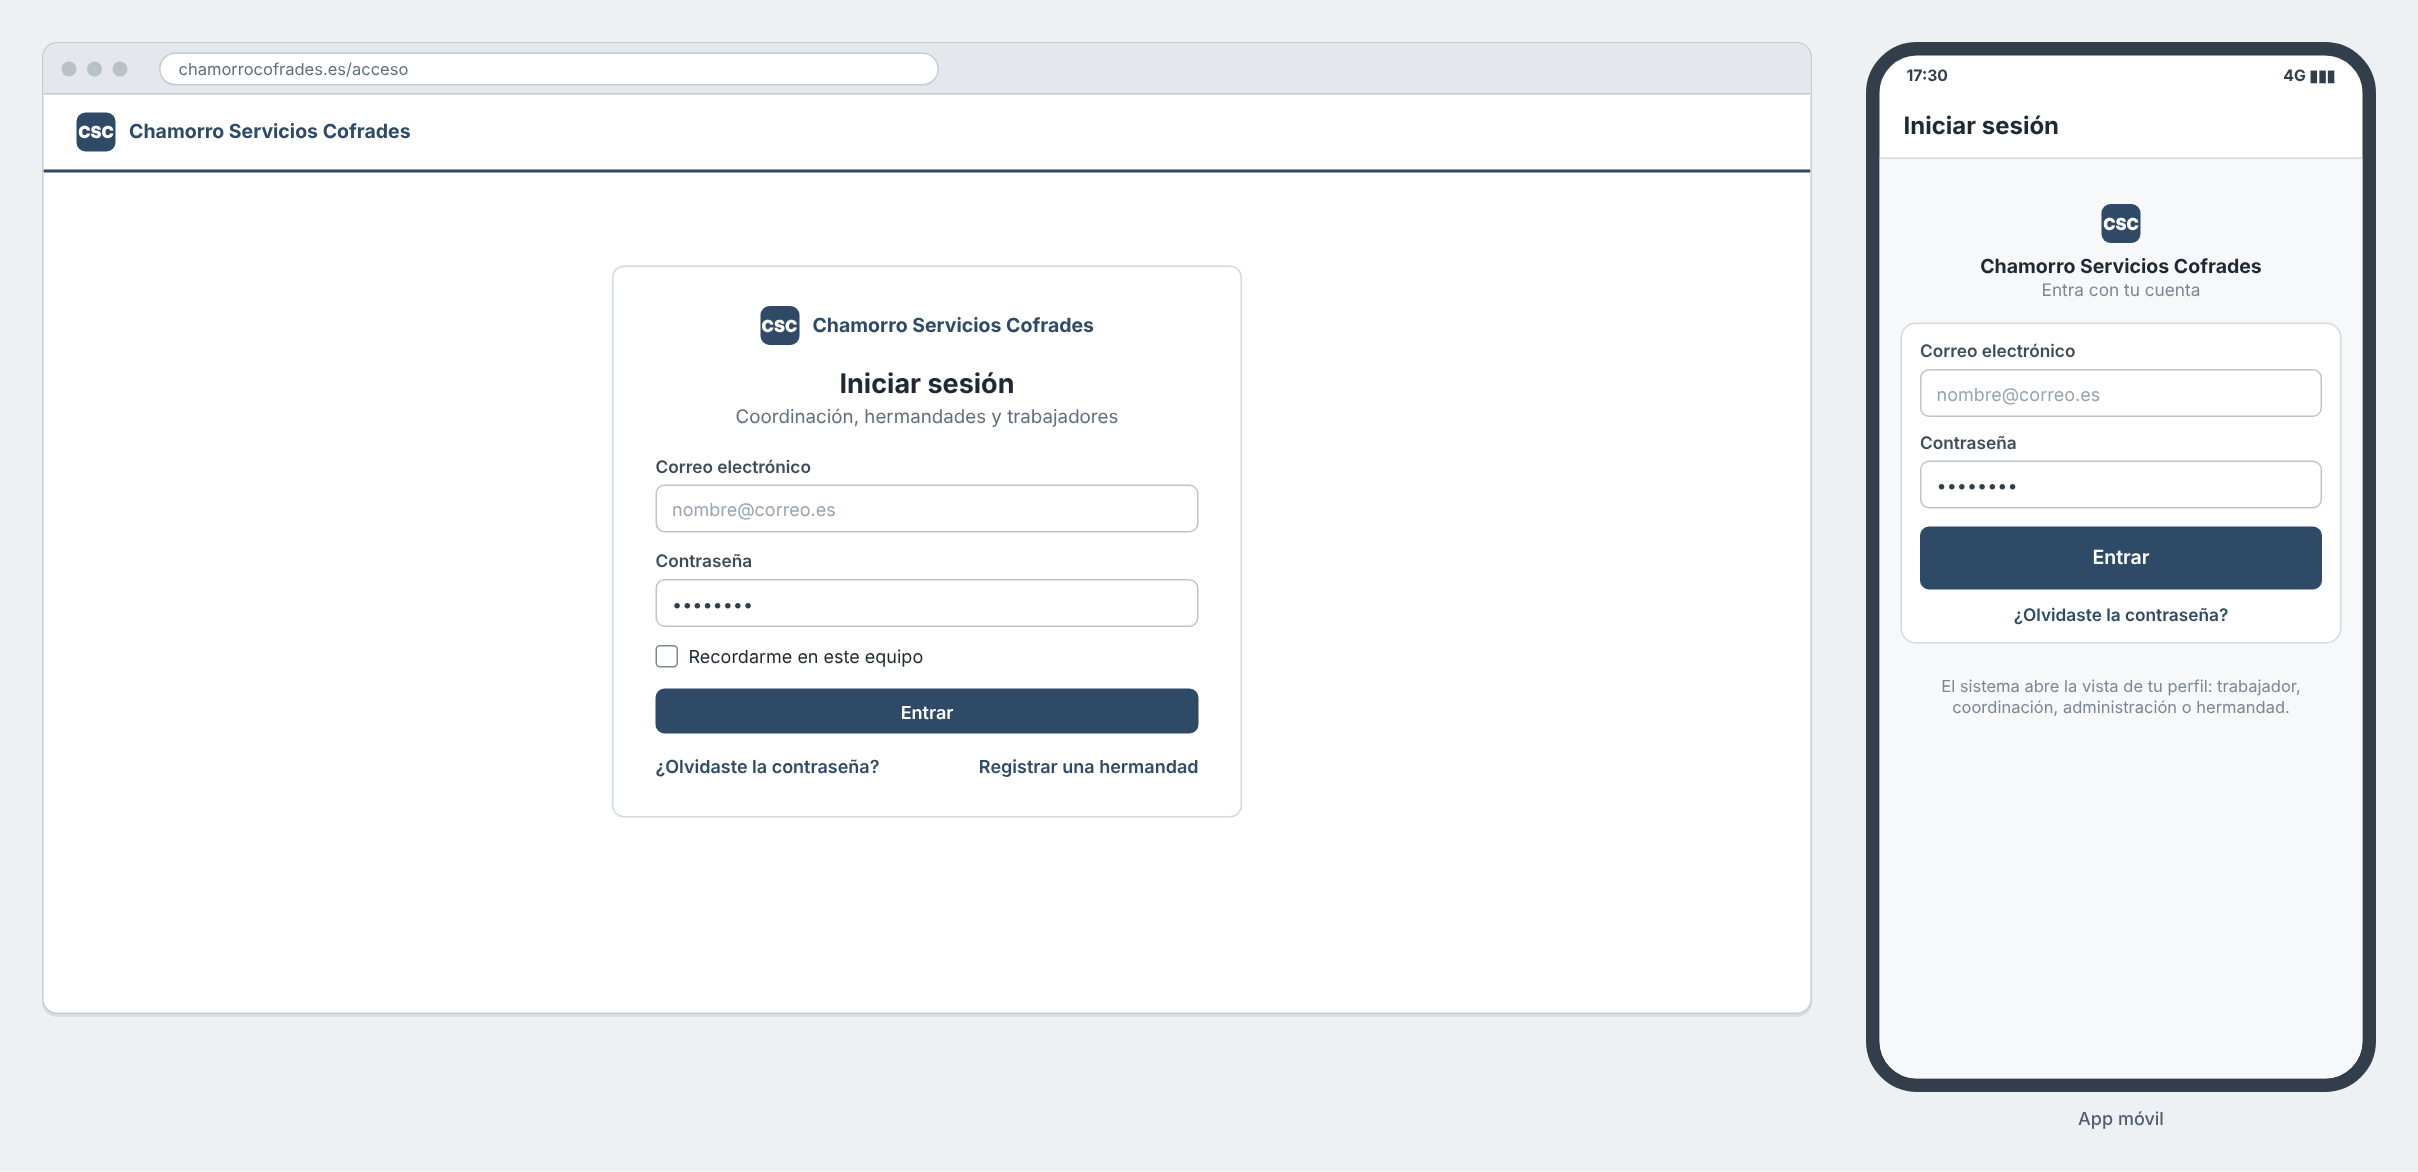 chamorrocofrades.es/acceso
CSC Chamorro Servicios Cofrades
CSC Chamorro Servicios Cofrades
Iniciar sesión
Coordinación, hermandades y trabajadores
Correo electrónico
nombre@correo.es
Contraseña
••••••••
Recordarme en este equipo
Entrar
¿Olvidaste la contraseña? Registrar una hermandad
17:30 4G
Iniciar sesión
CSC
Chamorro Servicios Cofrades
Entra con tu cuenta
Correo electrónico
nombre@correo.es
Contraseña
••••••••
Entrar
¿Olvidaste la contraseña?
El sistema abre la vista de tu perfil: trabajador,
coordinación, administración o hermandad.
App móvil